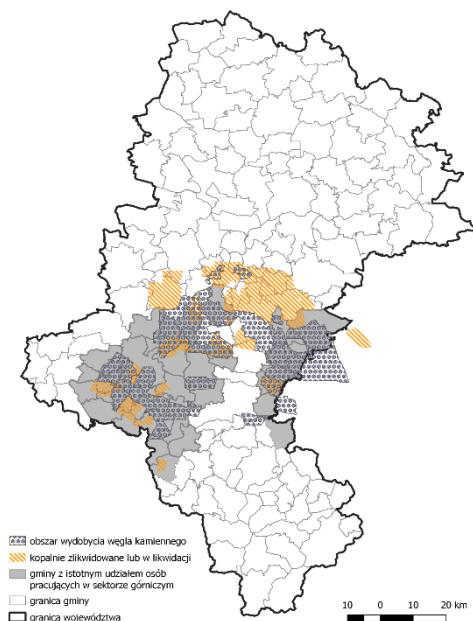 obszar wydobycia węgla kamiennego
kopalnie zlikwidowane lub w likwidacji
gminy z istotnym udziałem osób
pracujących w sektorze górniczym
granica gminy
granica województwa
10 0 10 20 km